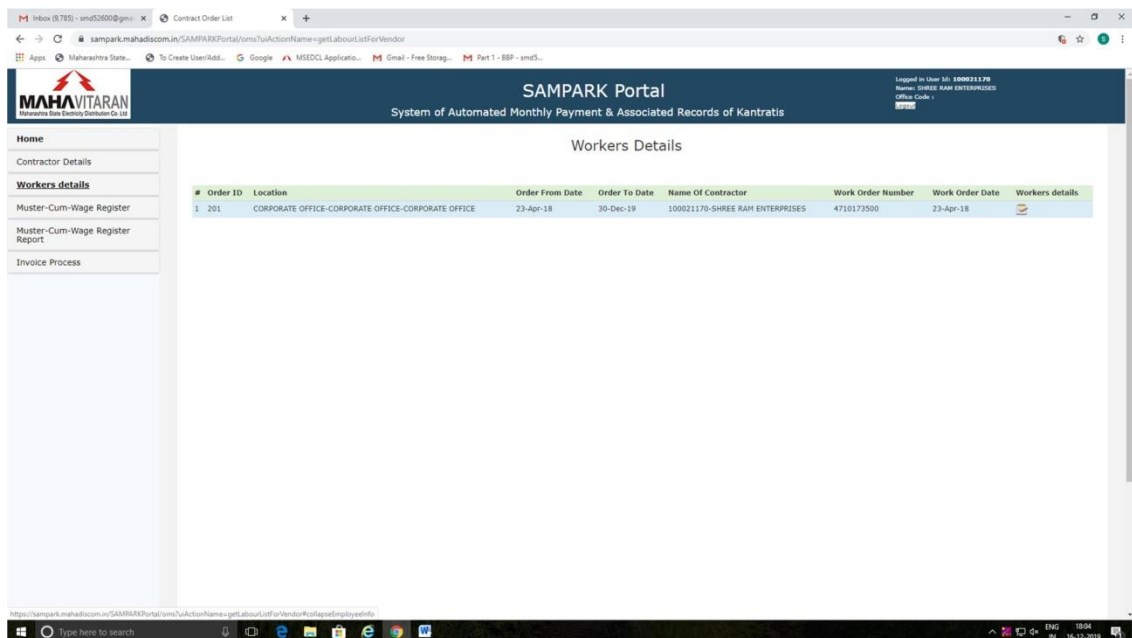 Inbox (9,785) - smd52600@gma
Contract Order List
sampark.mahadiscom.in/SAMPARKPortal/oms?uiActionName=getLabourListForVendor
Apps Maharashtra State... To Create User/Add... Google MSEDCL Applicatio... Gmail - Free Storag... Part 1 - BBP - smd5...
MAHAVITARAN
Maharashtra State Electricity Distribution Co. Ltd
SAMPARK Portal
System of Automated Monthly Payment & Associated Records of Kantratis
Logged in User Id: 100021170
Name: SHREE RAM ENTERPRISES
Office Code :
Logout
Home
Contractor Details
Workers details
Muster-Cum-Wage Register
Muster-Cum-Wage Register
Report
Invoice Process
Workers Details
# Order ID Location Order From Date Order To Date Name Of Contractor Work Order Number Work Order Date Workers details
1 201 CORPORATE OFFICE-CORPORATE OFFICE-CORPORATE OFFICE 23-Apr-18 30-Dec-19 100021170-SHREE RAM ENTERPRISES 4710173500 23-Apr-18
https://sampark.mahadiscom.in/SAMPARKPortal/oms?uiActionName=getLabourListForVendor#collapseEmployeeInfo
Type here to search
ENG 18:04
IN 16-12-2019